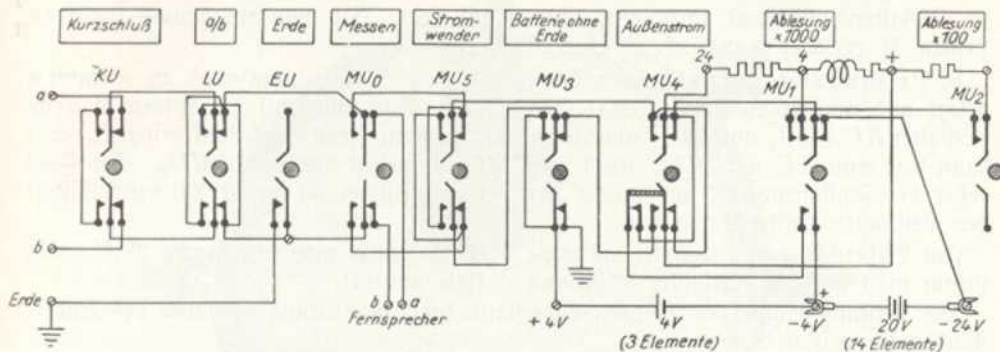 Kurzschluß
a/b
Erde
Messen
Strom-
wender
Batterie ohne
Erde
Außenstrom
Ablesung
x1000
Ablesung
x100
24
4
+
KU
LU
EU
MU0
MU5
MU3
MU4
MU1
MU2
a
b
Erde
b
a
Fernsprecher
+4V
4V
(3 Elemente)
+
-4V
20V
(14 Elemente)
-24V